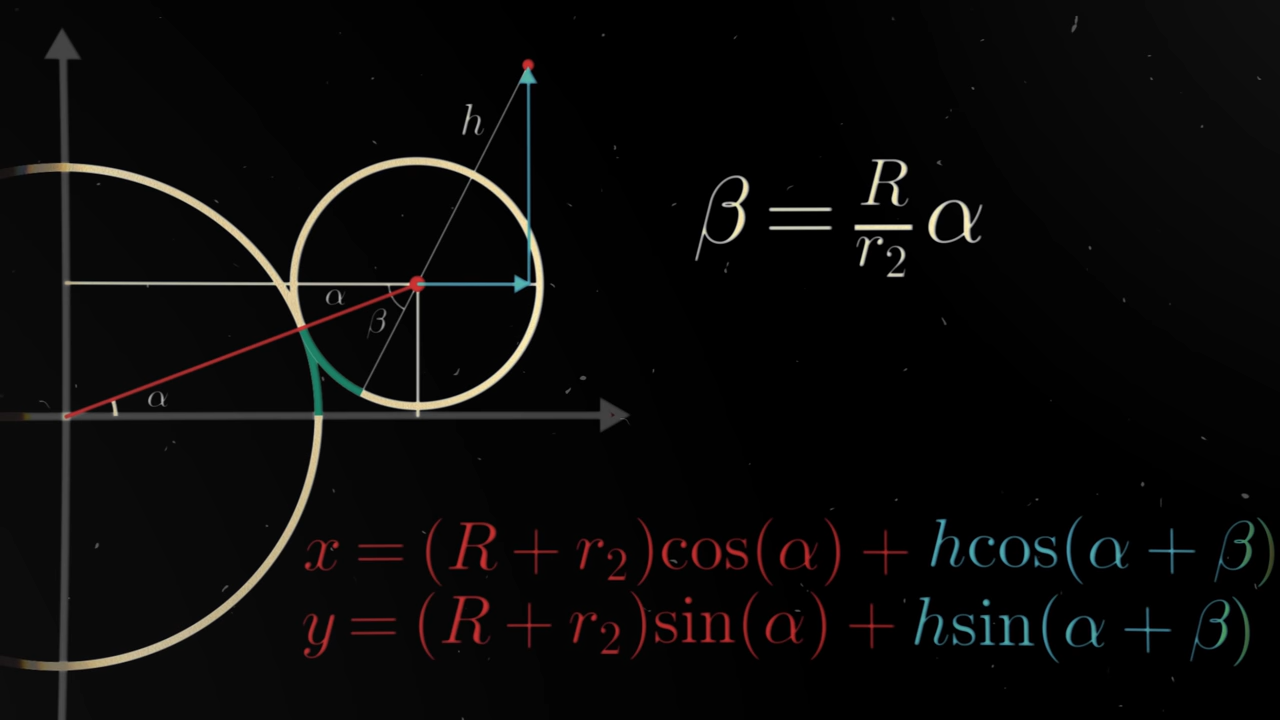 h
β = R/r₂ α
α
β
α
x = (R + r₂)cos(α) + hcos(α + β)
y = (R + r₂)sin(α) + hsin(α + β)